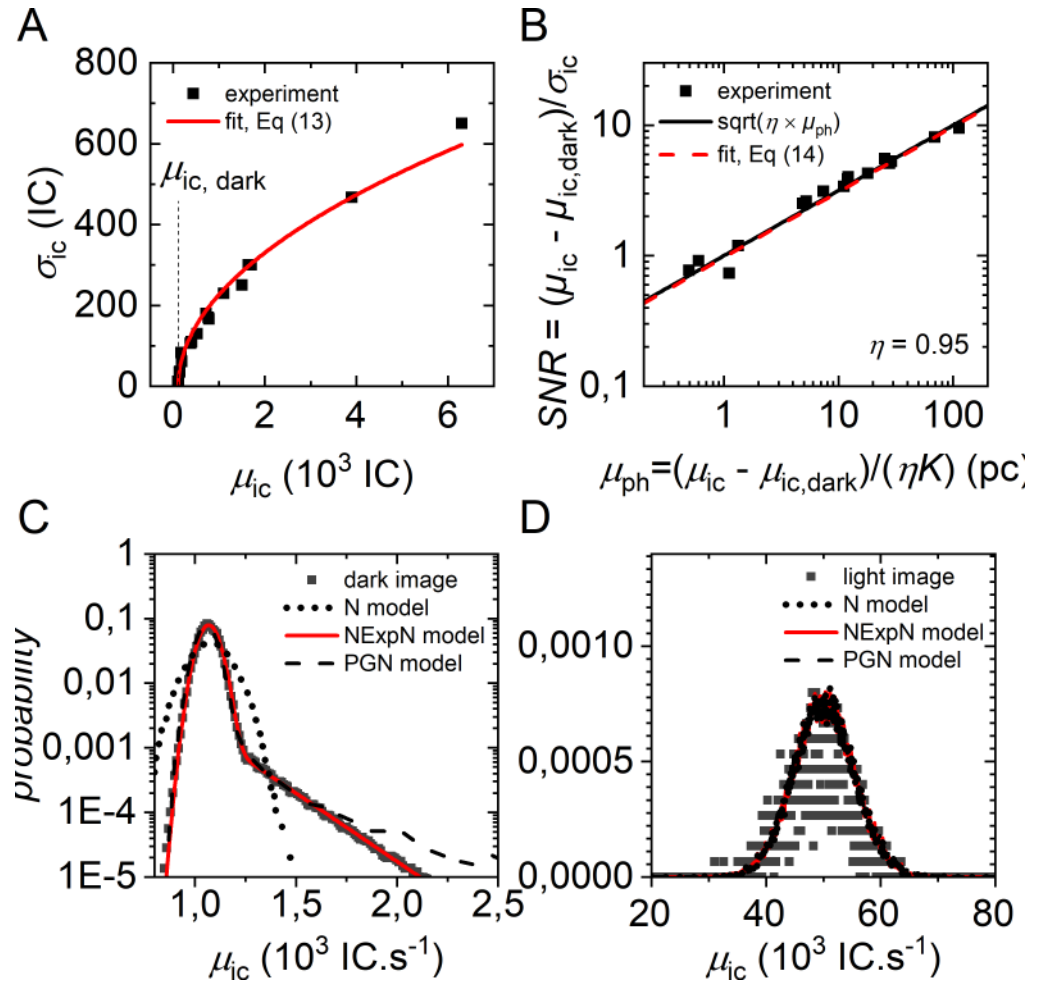 A
800
600
400
200
0
σic (IC)
experiment
fit, Eq (13)
μic, dark
0
2
4
6
μic (10³ IC)
B
10
1
0,1
SNR = (μic - μic,dark)/σic
experiment
sqrt(η × μph)
fit, Eq (14)
η = 0.95
1
10
100
μph=(μic - μic,dark)/(ηK) (pc)
C
1
0,1
0,01
0,001
1E-4
1E-5
probability
dark image
N model
NExpN model
PGN model
1,0
1,5
2,0
2,5
μic (10³ IC.s⁻¹)
D
0,0010
0,0005
0,0000
light image
N model
NExpN model
PGN model
20
40
60
80
μic (10³ IC.s⁻¹)